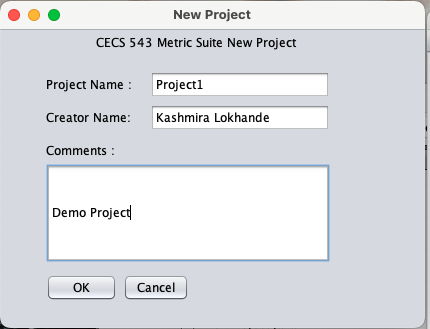 New Project
CECS 543 Metric Suite New Project
Project Name : Project1
Creator Name: Kashmira Lokhande
Comments :
Demo Project
OK Cancel